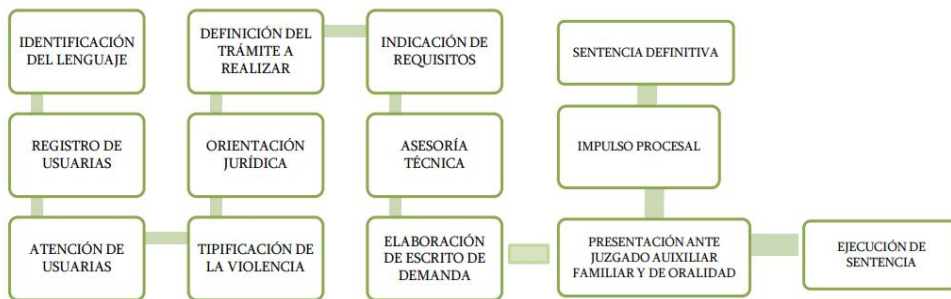 IDENTIFICACIÓN
DEL LENGUAJE
REGISTRO DE
USUARIAS
ATENCIÓN DE
USUARIAS
TIPIFICACIÓN DE
LA VIOLENCIA
ORIENTACIÓN
JURÍDICA
DEFINICIÓN DEL
TRÁMITE A
REALIZAR
INDICACIÓN DE
REQUISITOS
ASESORÍA
TÉCNICA
ELABORACIÓN
DE ESCRITO DE
DEMANDA
PRESENTACIÓN ANTE
JUZGADO AUIXILIAR
FAMILIAR Y DE ORALIDAD
IMPULSO PROCESAL
SENTENCIA DEFINITIVA
EJECUCIÓN DE
SENTENCIA